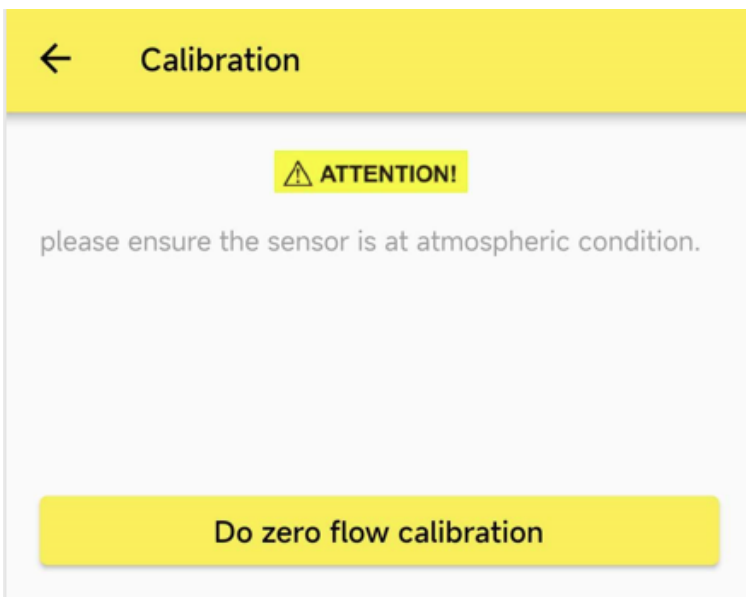 Calibration
ATTENTION!
please ensure the sensor is at atmospheric condition.
Do zero flow calibration